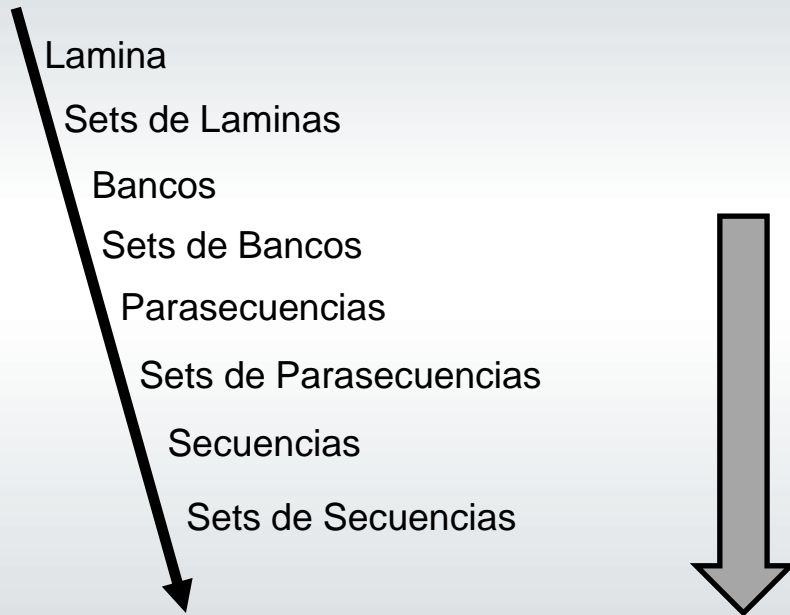 Lamina
Sets de Laminas
Bancos
Sets de Bancos
Parasecuencias
Sets de Parasecuencias
Secuencias
Sets de Secuencias